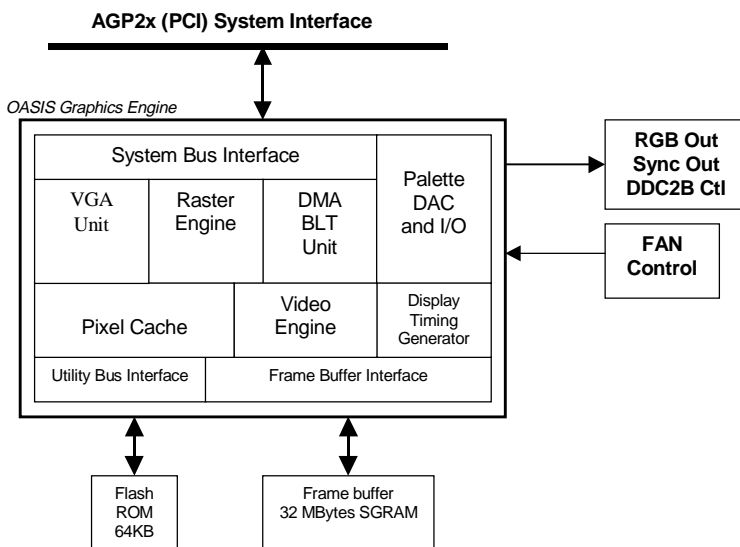 AGP2x (PCI) System Interface
OASIS Graphics Engine
System Bus Interface
VGA
Unit
Raster
Engine
DMA
BLT
Unit
Palette
DAC
and I/O
RGB Out
Sync Out
DDC2B Ctl
FAN
Control
Pixel Cache
Video
Engine
Display
Timing
Generator
Utility Bus Interface
Frame Buffer Interface
Flash
ROM
64KB
Frame buffer
32 MBytes SGRAM